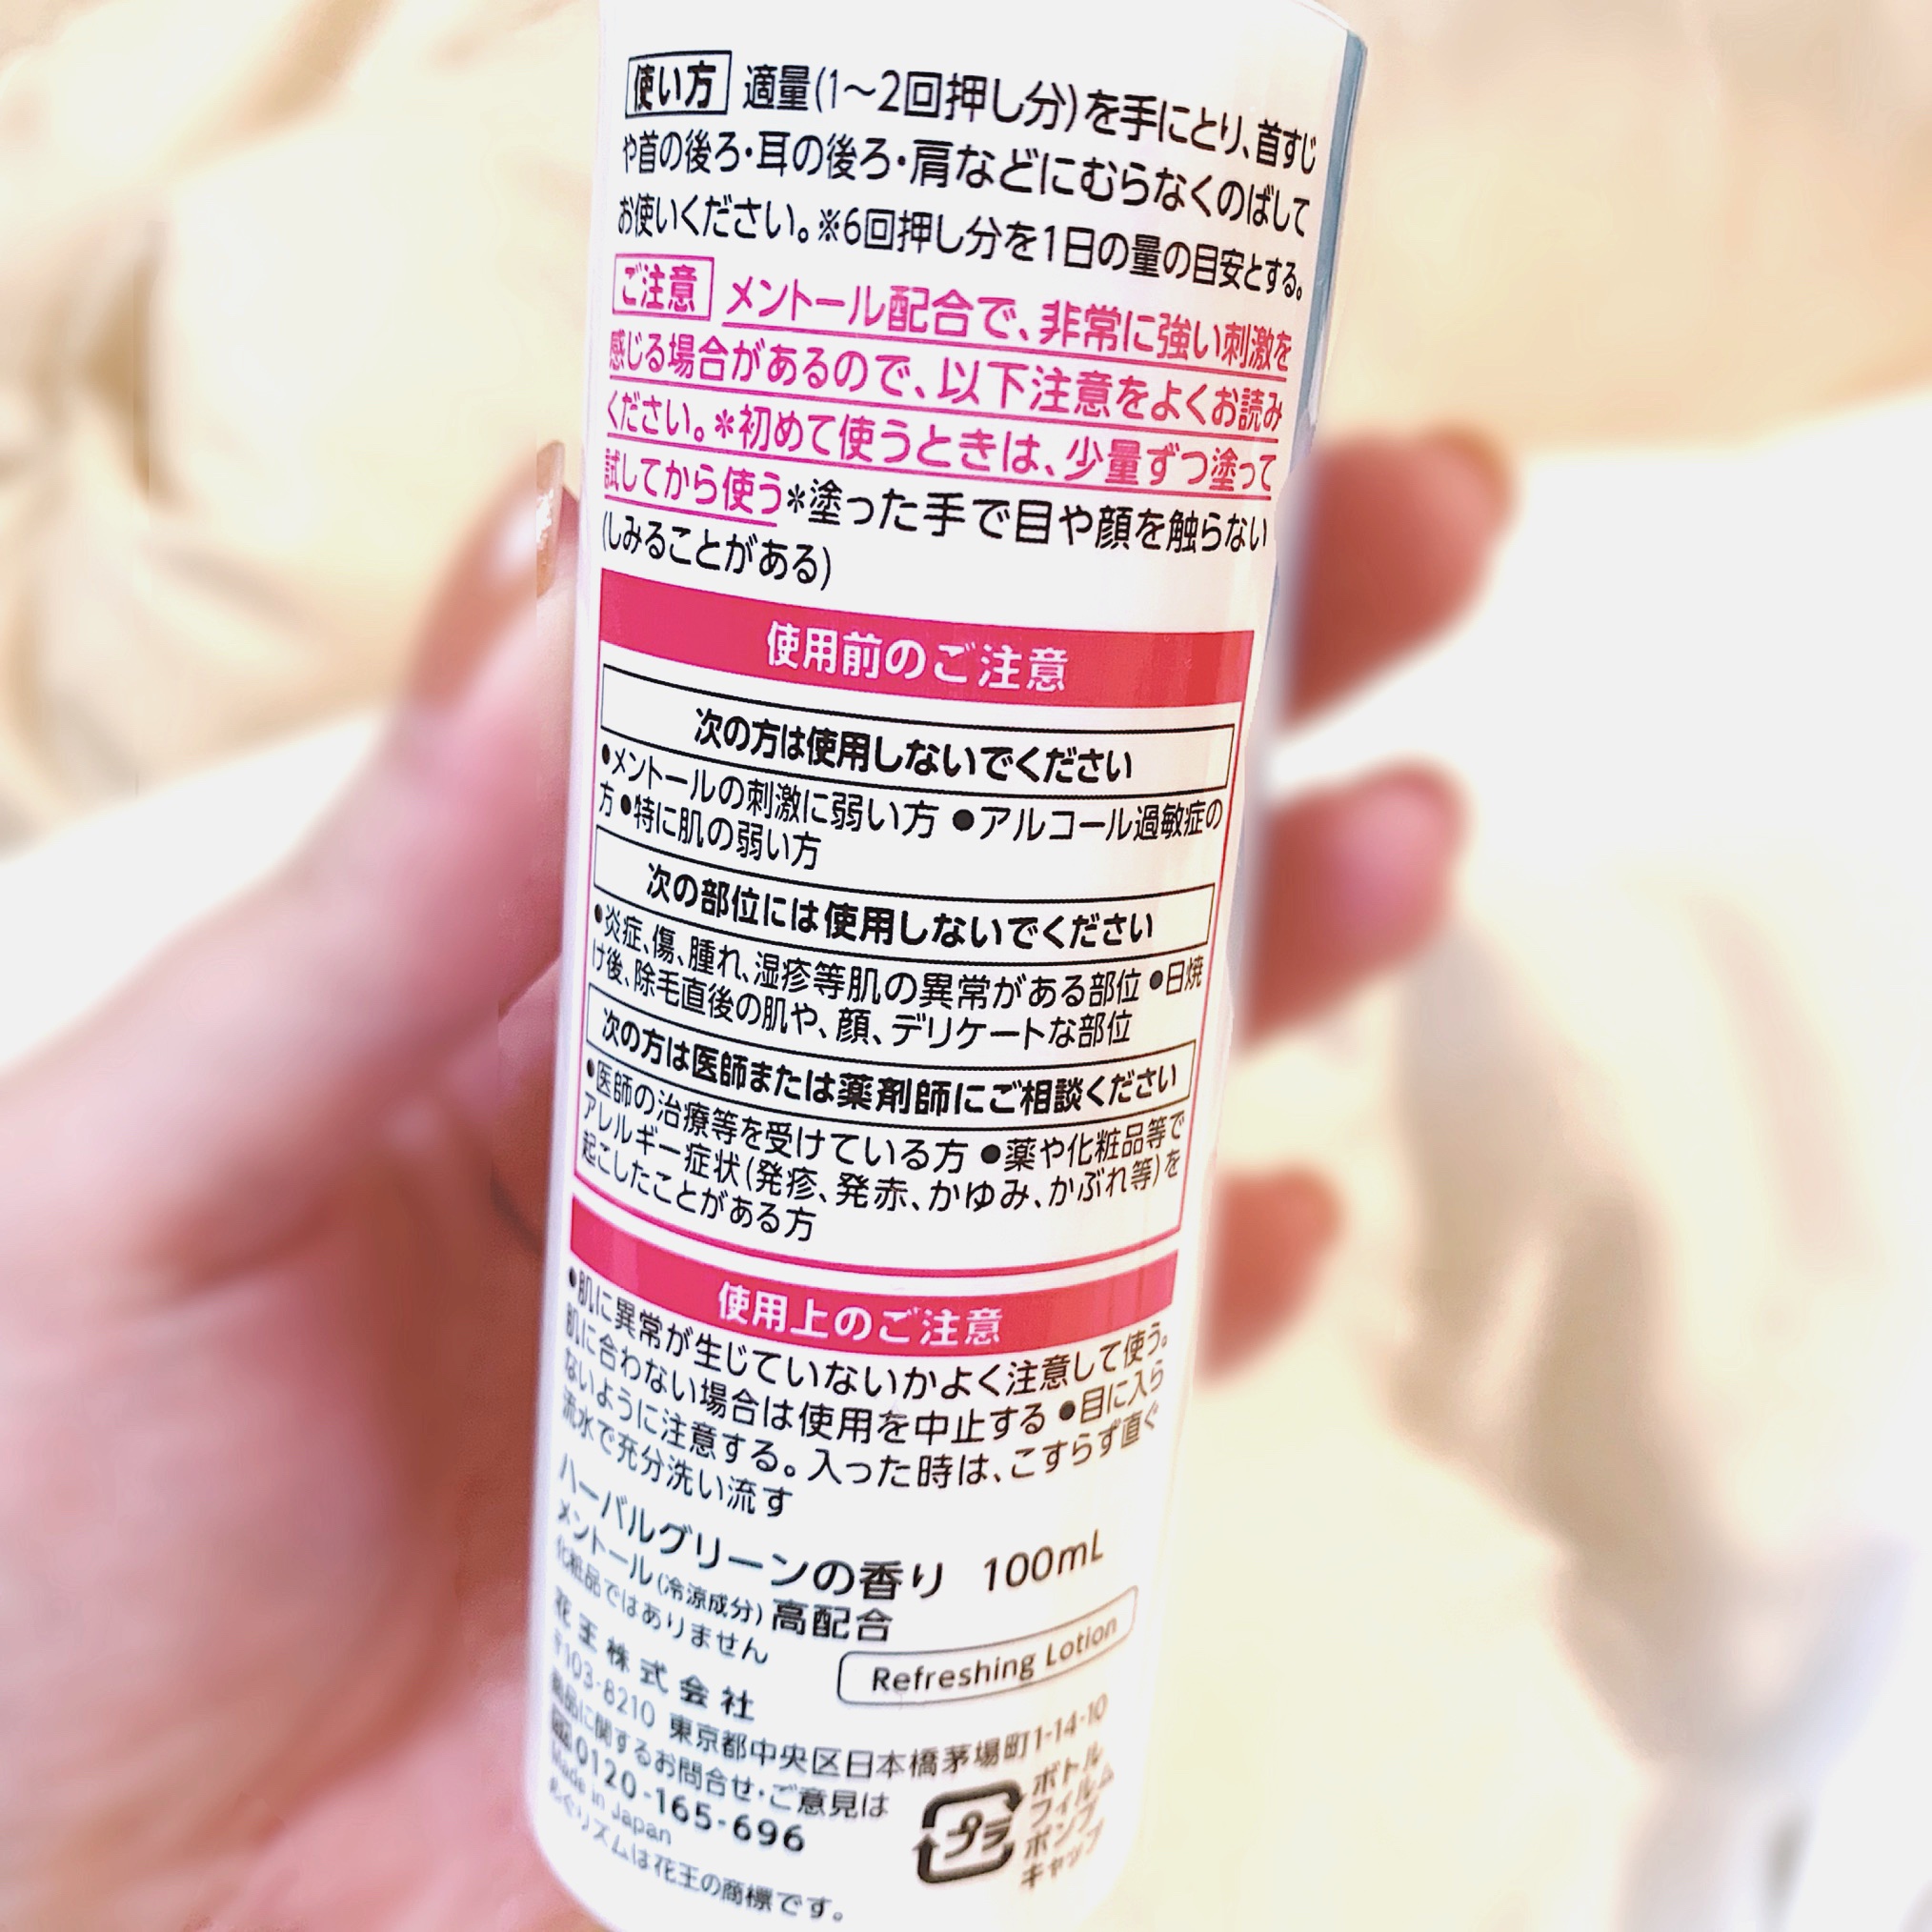 使い方 適量(1〜2回押し分)を手にとり、首すじ
や首の後ろ・耳の後ろ・肩などにむらなくのばして
お使いください。※6回押し分を1日の量の目安とする。
ご注意 メントール配合で、非常に強い刺激を
感じる場合があるので、以下注意をよくお読み
ください。＊初めて使うときは、少量ずつ塗って
試してから使う＊塗った手で目や顔を触らない
(しみることがある)
使用前のご注意
次の方は使用しないでください
●メントールの刺激に弱い方 ●アルコール過敏症の
方 ●特に肌の弱い方
次の部位には使用しないでください
●炎症、傷、腫れ、湿疹等肌の異常がある部位 ●日焼
け後、除毛直後の肌や、顔、デリケートな部位
次の方は医師または薬剤師にご相談ください
●医師の治療等を受けている方 ●薬や化粧品等で
アレルギー症状(発疹、発赤、かゆみ、かぶれ等)を
起こしたことがある方
使用上のご注意
●肌に異常が生じていないかよく注意して使う。
肌に合わない場合は使用を中止する ●目に入ら
ないように注意する。入った時は、こすらず直ぐ
流水で充分洗い流す
ハーバルグリーンの香り 100mL
メントール(冷涼成分)高配合
化粧品ではありません
Refreshing Lotion
花王株式会社
〒103-8210 東京都中央区日本橋茅場町1-14-10
商品に関するお問合せ・ご意見は
0120-165-696
Made in Japan
めぐりズムは花王の商標です。
プラ
ボトル
フィルム
ポンプ
キャップ